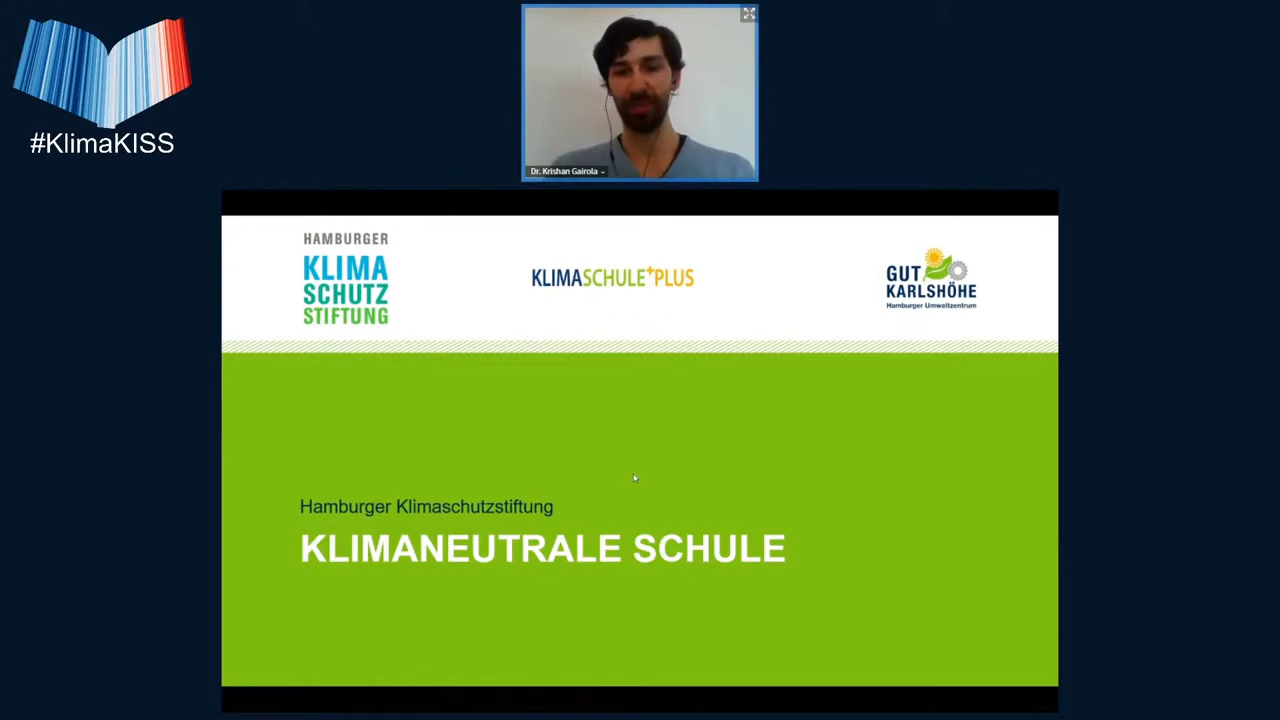 #KlimaKISS
Dr. Krishan Gairola
HAMBURGER
KLIMA
SCHUTZ
STIFTUNG
KLIMASCHULE+PLUS
GUT
KARLSHÖHE
Hamburger Umweltzentrum
Hamburger Klimaschutzstiftung
KLIMANEUTRALE SCHULE